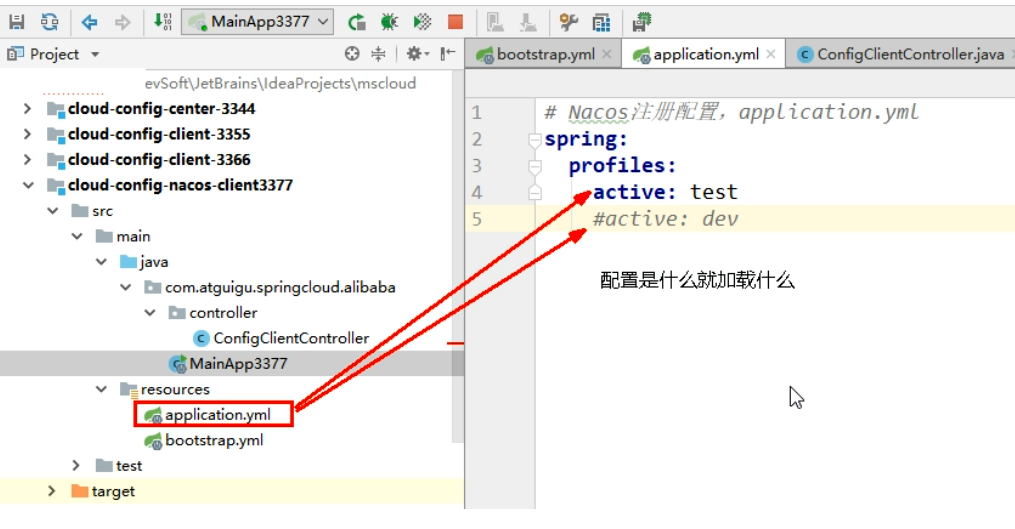 MainApp3377
Project
bootstrap.yml
application.yml
ConfigClientController.java
evSoft\JetBrains\IdeaProjects\mscloud
cloud-config-center-3344
cloud-config-client-3355
cloud-config-client-3366
cloud-config-nacos-client3377
src
main
java
com.atguigu.springcloud.alibaba
controller
ConfigClientController
MainApp3377
resources
application.yml
bootstrap.yml
test
target
1 # Nacos注册配置，application.yml
2 spring:
3 profiles:
4 active: test
5 #active: dev
配置是什么就加载什么